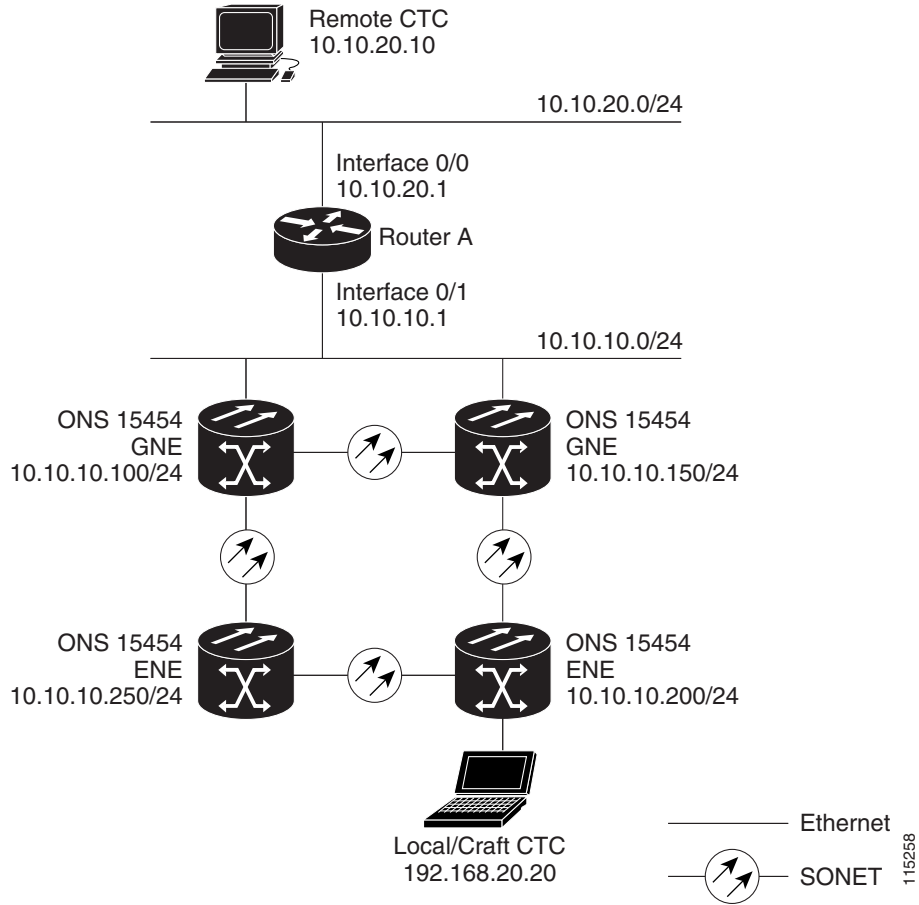 Remote CTC
10.10.20.10
10.10.20.0/24
Interface 0/0
10.10.20.1
Router A
Interface 0/1
10.10.10.1
10.10.10.0/24
ONS 15454
GNE
10.10.10.100/24
ONS 15454
GNE
10.10.10.150/24
ONS 15454
ENE
10.10.10.250/24
ONS 15454
ENE
10.10.10.200/24
Local/Craft CTC
192.168.20.20
Ethernet
SONET
115258